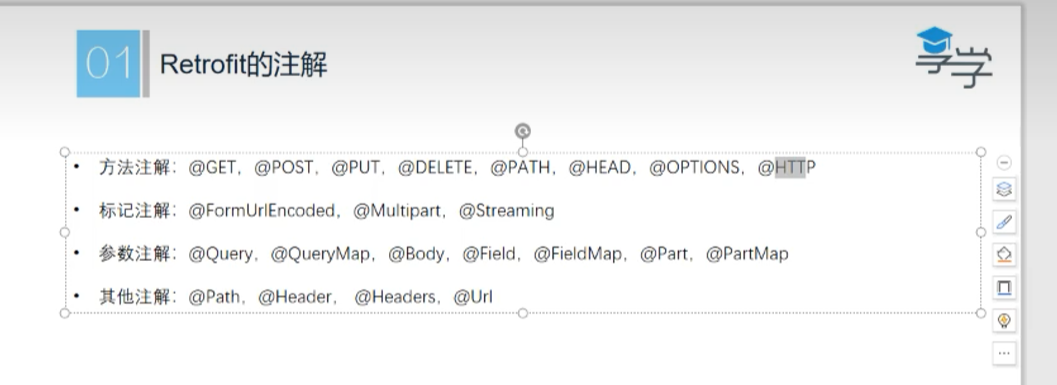 01 Retrofit的注解
享学
• 方法注解：@GET，@POST，@PUT，@DELETE，@PATH，@HEAD，@OPTIONS，@HTTP
• 标记注解：@FormUrlEncoded，@Multipart，@Streaming
• 参数注解：@Query，@QueryMap，@Body，@Field，@FieldMap，@Part，@PartMap
• 其他注解：@Path，@Header， @Headers，@Url